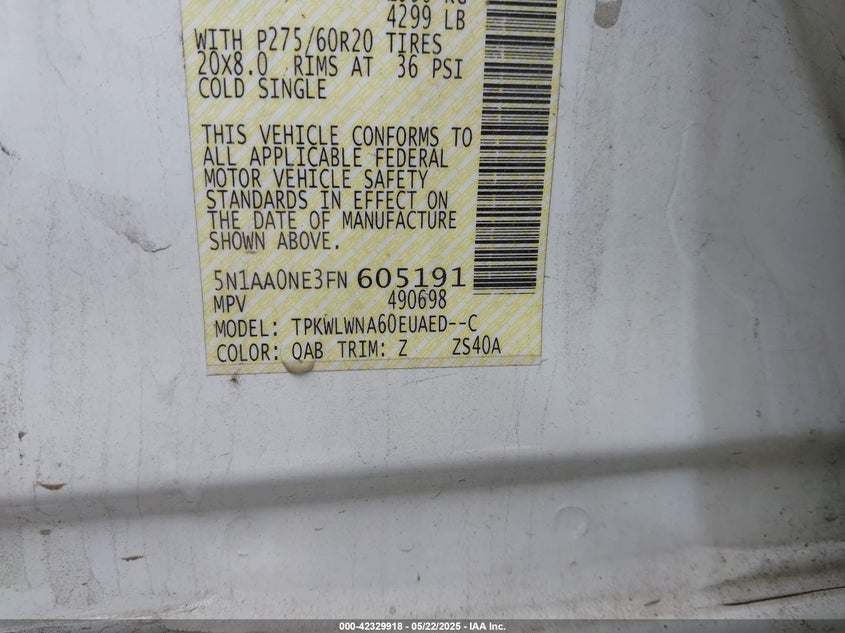 4299 LB
WITH P275/60R20 TIRES
20X8.0 RIMS AT 36 PSI
COLD SINGLE
THIS VEHICLE CONFORMS TO
ALL APPLICABLE FEDERAL
MOTOR VEHICLE SAFETY
STANDARDS IN EFFECT ON
THE DATE OF MANUFACTURE
SHOWN ABOVE.
5N1AA0NE3FN 605191
MPV 490698
MODEL: TPKWLWNA60EUAED--C
COLOR: QAB TRIM: Z ZS40A
000-42329918 - 05/22/2025 - IAA Inc.